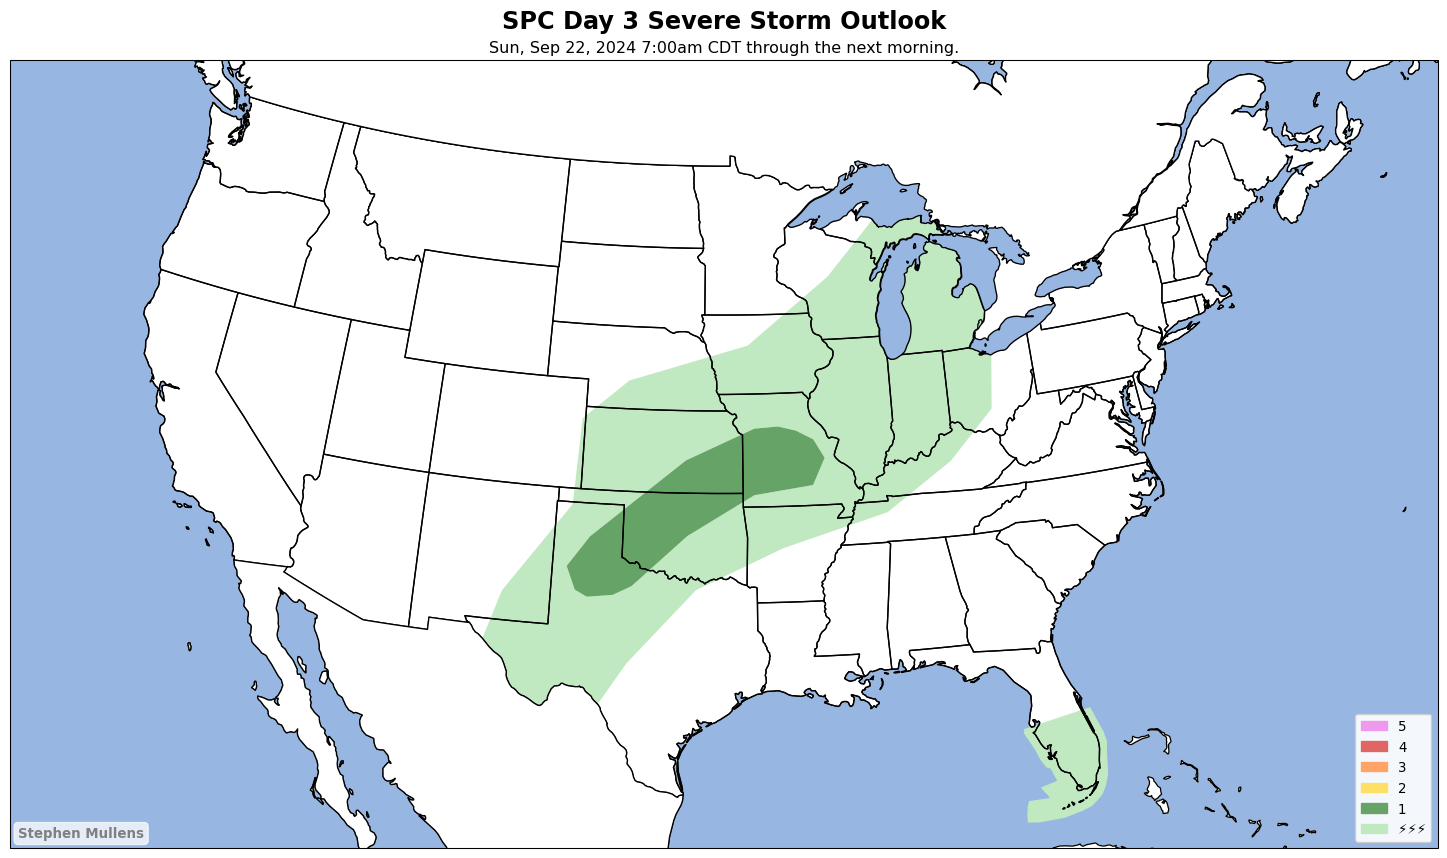 SPC Day 3 Severe Storm Outlook
Sun, Sep 22, 2024 7:00am CDT through the next morning.
5
4
3
2
1
⚡⚡⚡
Stephen Mullens